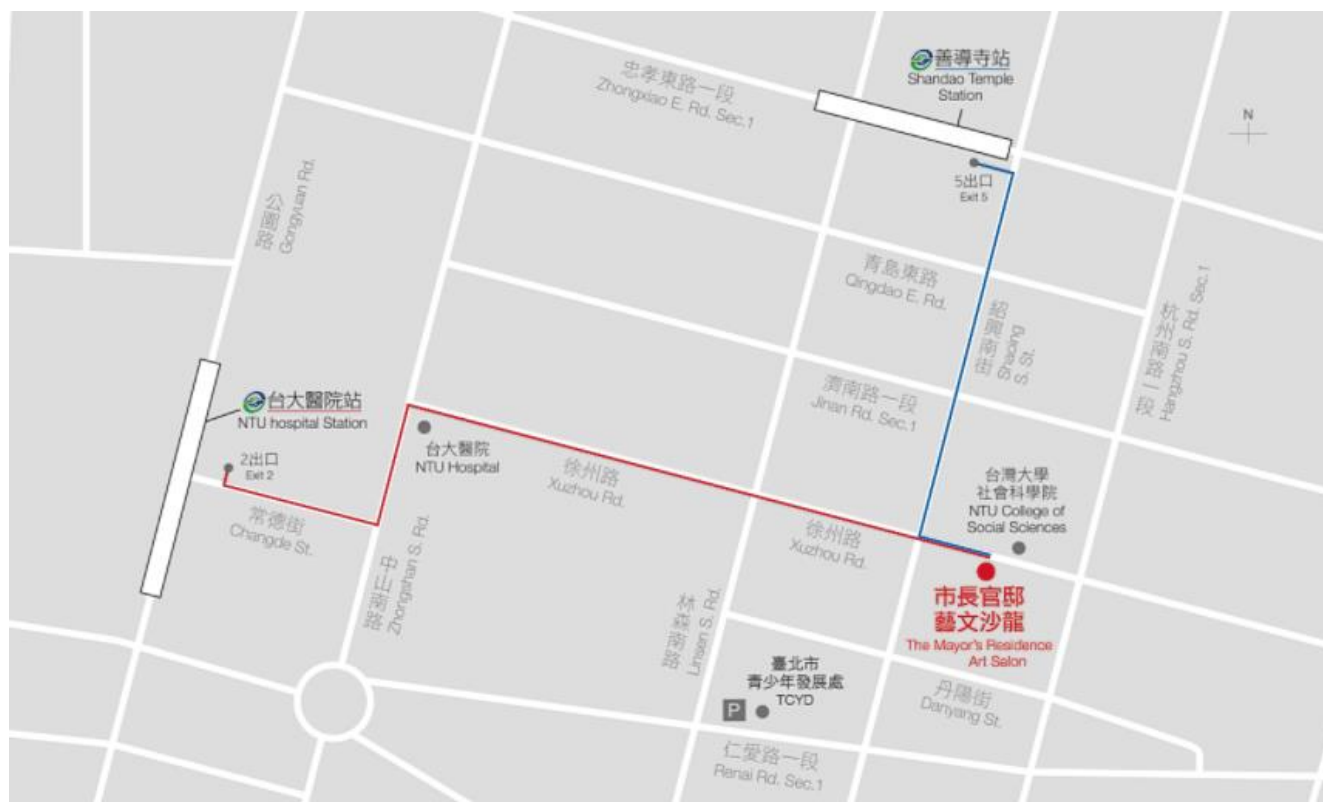 善導寺站
Shandao Temple
Station
忠孝東路一段
Zhongxiao E. Rd. Sec.1
N
5出口
Exit 5
公園路
Gongyuan Rd.
青島東路
Qingdao E. Rd.
紹興南街
Shaoing
S. St.
杭州南路一段
Hangzhou S. Rd. Sec.1
台大醫院站
NTU hospital Station
濟南路一段
Jinan Rd. Sec.1
2出口
Exit 2
台大醫院
NTU Hospital
徐州路
Xuzhou Rd.
台灣大學
社會科學院
NTU College of
Social Sciences
常德街
Changde St.
徐州路
Xuzhou Rd.
中山南路
Zhongshan S. Rd.
市長官邸
藝文沙龍
The Mayor's Residence
Art Salon
林森南路
Linsen S. Rd.
臺北市
青少年發展處
TCYD
P
丹陽街
Danyang St.
仁愛路一段
Renai Rd. Sec.1